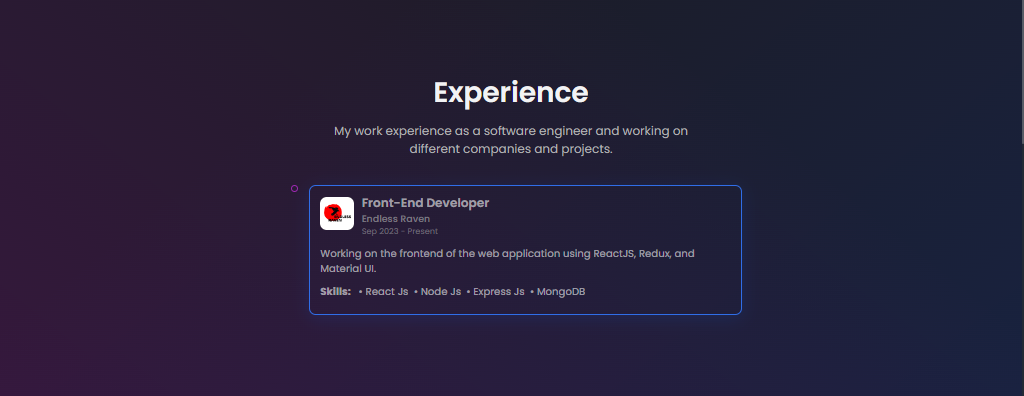 Experience
My work experience as a software engineer and working on
different companies and projects.
Front-End Developer
Endless Raven
Sep 2023 - Present
Working on the frontend of the web application using ReactJS, Redux, and
Material UI.
Skills: • React Js • Node Js • Express Js • MongoDB